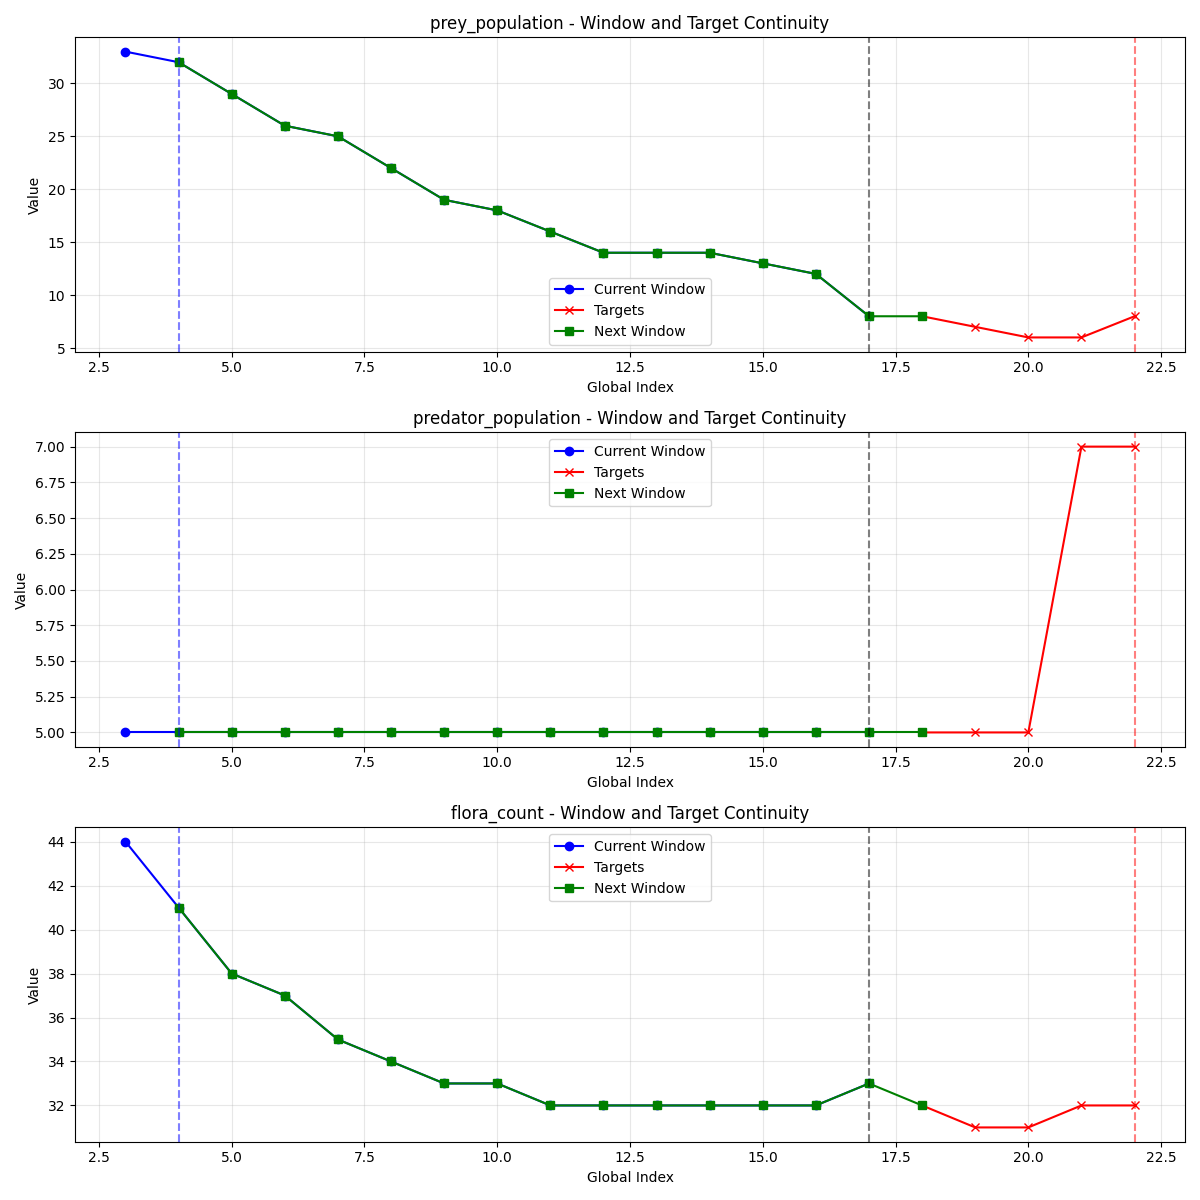 prey_population - Window and Target Continuity
Value
30
25
20
15
10
5
Current Window
Targets
Next Window
2.5 5.0 7.5 10.0 12.5 15.0 17.5 20.0 22.5
Global Index
predator_population - Window and Target Continuity
Value
7.00
6.75
6.50
6.25
6.00
5.75
5.50
5.25
5.00
Current Window
Targets
Next Window
2.5 5.0 7.5 10.0 12.5 15.0 17.5 20.0 22.5
Global Index
flora_count - Window and Target Continuity
Value
44
42
40
38
36
34
32
Current Window
Targets
Next Window
2.5 5.0 7.5 10.0 12.5 15.0 17.5 20.0 22.5
Global Index